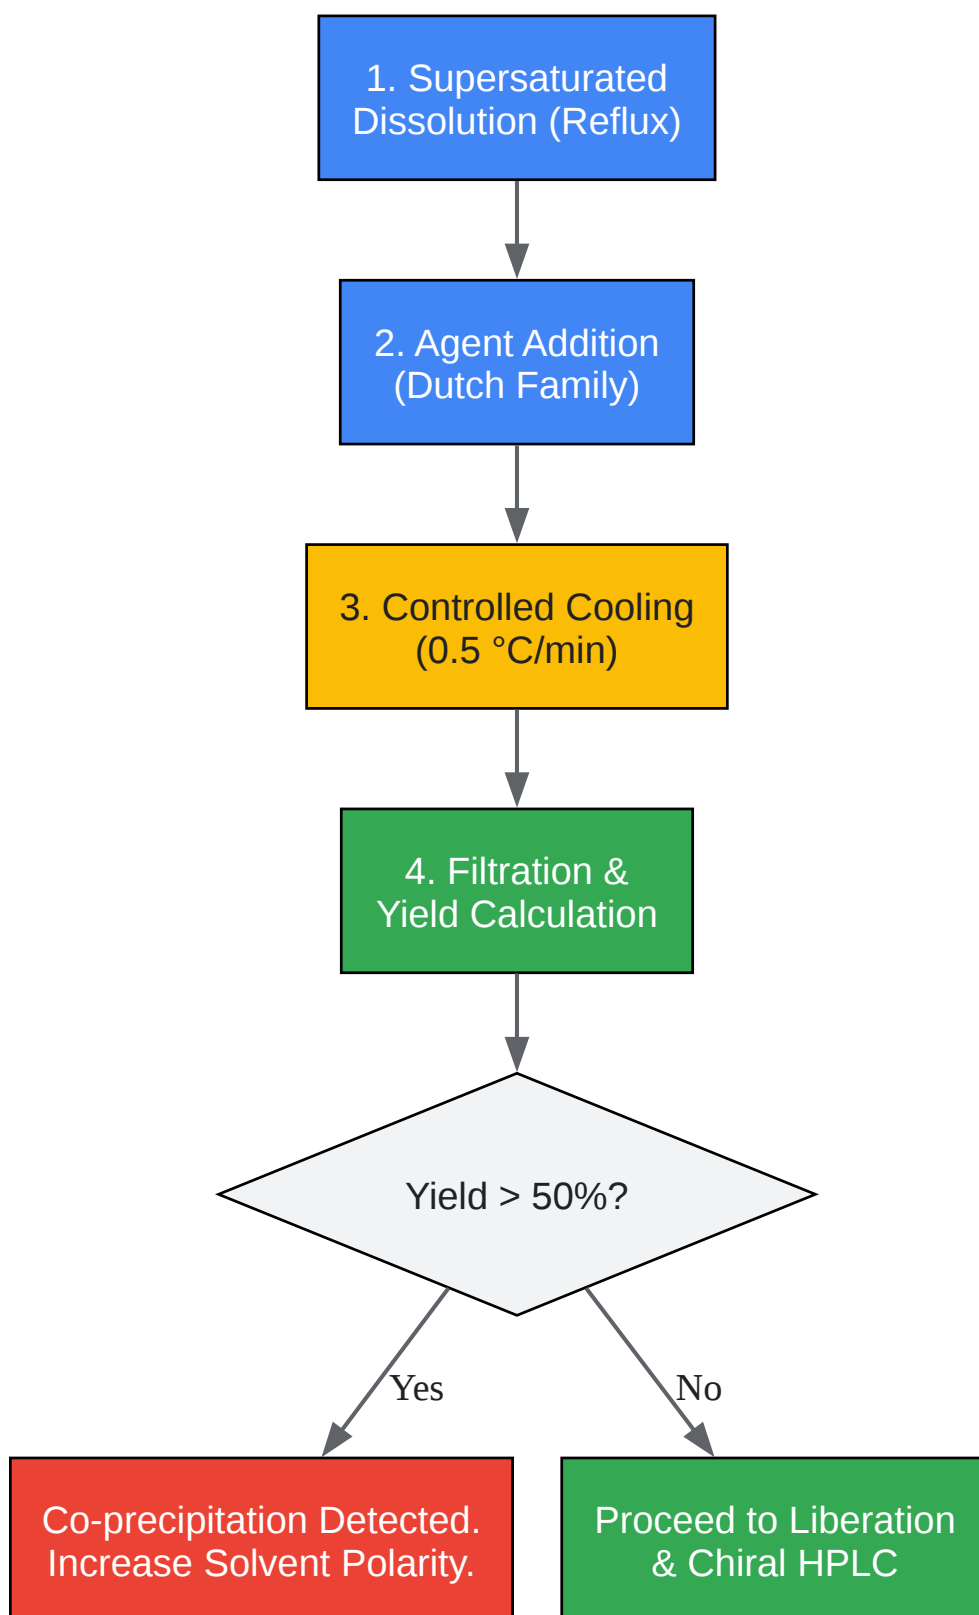 1. Supersaturated
Dissolution (Reflux)
2. Agent Addition
(Dutch Family)
3. Controlled Cooling
(0.5 °C/min)
4. Filtration &
Yield Calculation
Yield > 50%?
Yes
No
Co-precipitation Detected.
Increase Solvent Polarity.
Proceed to Liberation
& Chiral HPLC